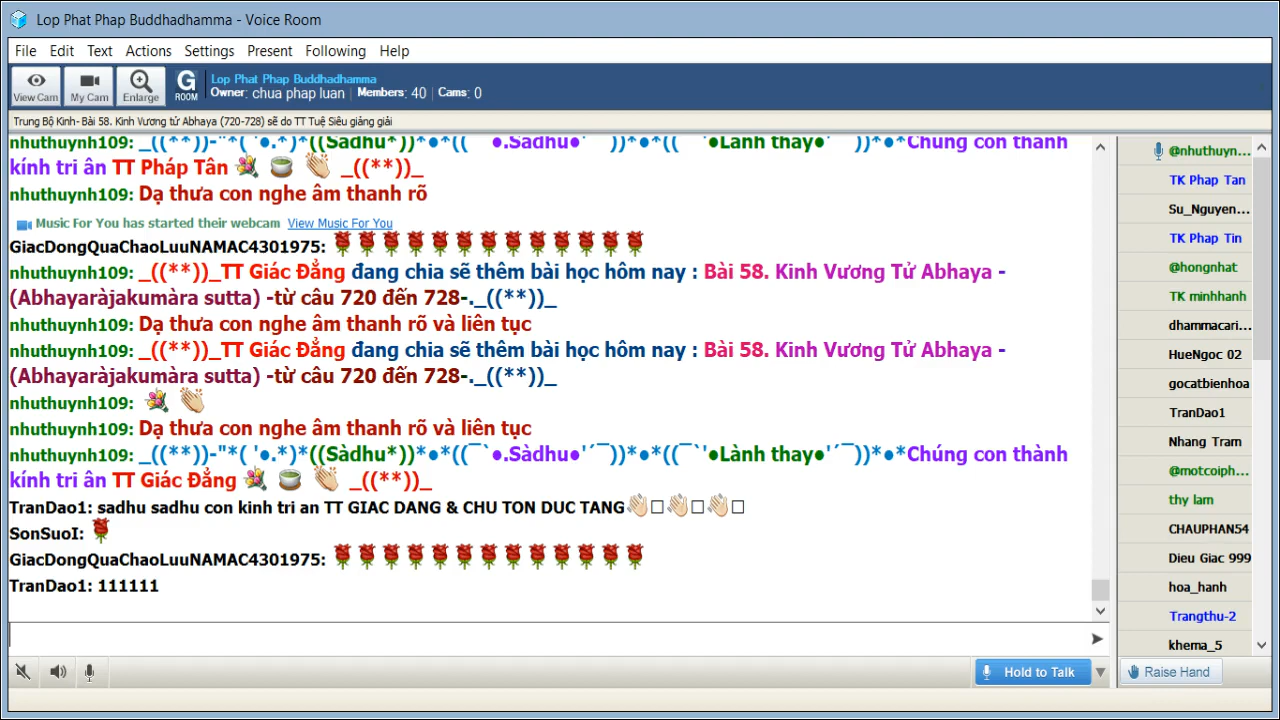 Lop Phat Phap Buddhadhamma - Voice Room
File Edit Text Actions Settings Present Following Help
View Cam My Cam Enlarge G ROOM Lop Phat Phap Buddhadhamma
Owner: chua phap luan | Members: 40 | Cams: 0
Trung Bộ Kinh- Bài 58. Kinh Vương tử Abhaya (720-728) sẽ do TT Tuệ Siêu giảng giải
nhuthuynh109: _((**))-"*( '●.*)*((Sàdhu*))*●*(( ●.Sàdhu●' ))*●*(( '●Lành thay●' ))*●*Chúng con thành
kính tri ân TT Pháp Tân 💐 🍵 👏 _((**))_
nhuthuynh109: Dạ thưa con nghe âm thanh rõ
Music For You has started their webcam View Music For You
GiacDongQuaChaoLuuNAMAC4301975: 🌹🌹🌹🌹🌹🌹🌹🌹🌹🌹🌹🌹🌹
nhuthuynh109: _((**))_TT Giác Đẳng đang chia sẽ thêm bài học hôm nay : Bài 58. Kinh Vương Tử Abhaya -
(Abhayaràjakumàra sutta) -từ câu 720 đến 728-._((**))_
nhuthuynh109: Dạ thưa con nghe âm thanh rõ và liên tục
nhuthuynh109: _((**))_TT Giác Đẳng đang chia sẽ thêm bài học hôm nay : Bài 58. Kinh Vương Tử Abhaya -
(Abhayaràjakumàra sutta) -từ câu 720 đến 728-._((**))_
nhuthuynh109: 💐 👏
nhuthuynh109: Dạ thưa con nghe âm thanh rõ và liên tục
nhuthuynh109: _((**))-"*( '●.*)*((Sàdhu*))*●*((¯`●.Sàdhu●'´¯))*●*((¯`'●Lành thay●'´¯))*●*Chúng con thành
kính tri ân TT Giác Đẳng 💐 🍵 👏 _((**))_
TranDao1: sadhu sadhu con kinh tri an TT GIAC DANG & CHU TON DUC TANG👏🏻□👏🏻□👏🏻□
SonSuoI: 🌹
GiacDongQuaChaoLuuNAMAC4301975: 🌹🌹🌹🌹🌹🌹🌹🌹🌹🌹🌹🌹🌹
TranDao1: 111111
@nhuthuyn...
TK Phap Tan
Su_Nguyen...
TK Phap Tin
@hongnhat
TK minhhanh
dhammacari...
HueNgoc 02
gocatbienhoa
TranDao1
Nhang Tram
@motcoiph...
thy lam
CHAUPHAN54
Dieu Giac 999
hoa_hanh
Trangthu-2
khema_5
Hold to Talk
Raise Hand